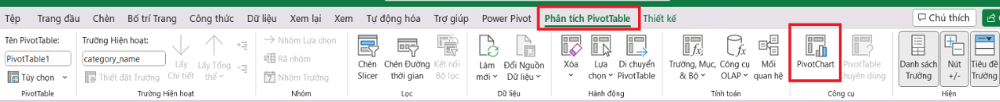 Tệp Trang đầu Chèn Bố trí Trang Công thức Dữ liệu Xem lại Xem Tự động hóa Trợ giúp Power Pivot Phân tích PivotTable Thiết kế Chú thích
Tên PivotTable:
PivotTable1
Tùy chọn
PivotTable
Trường Hiện hoạt:
category_name
Thiết đặt Trường
Lấy
Chi tiết
Lấy Tổng
thể
Trường Hiện hoạt
Nhóm Lựa chọn
Rã nhóm
Nhóm Trường
Nhóm
Chèn
Slicer
Chèn Đường
thời gian
Kết nối
Bộ lọc
Lọc
Làm
mới
Đổi Nguồn
Dữ liệu
Dữ liệu
Xóa
Lựa
chọn
Di chuyển
PivotTable
Hành động
Trường, Mục,
& Bộ
Công cụ
OLAP
Mối
quan hệ
Tính toán
PivotChart
PivotTable
Khuyên dùng
Công cụ
Danh sách
Trường
Nút
+/-
Tiêu đề
Trường
Hiện